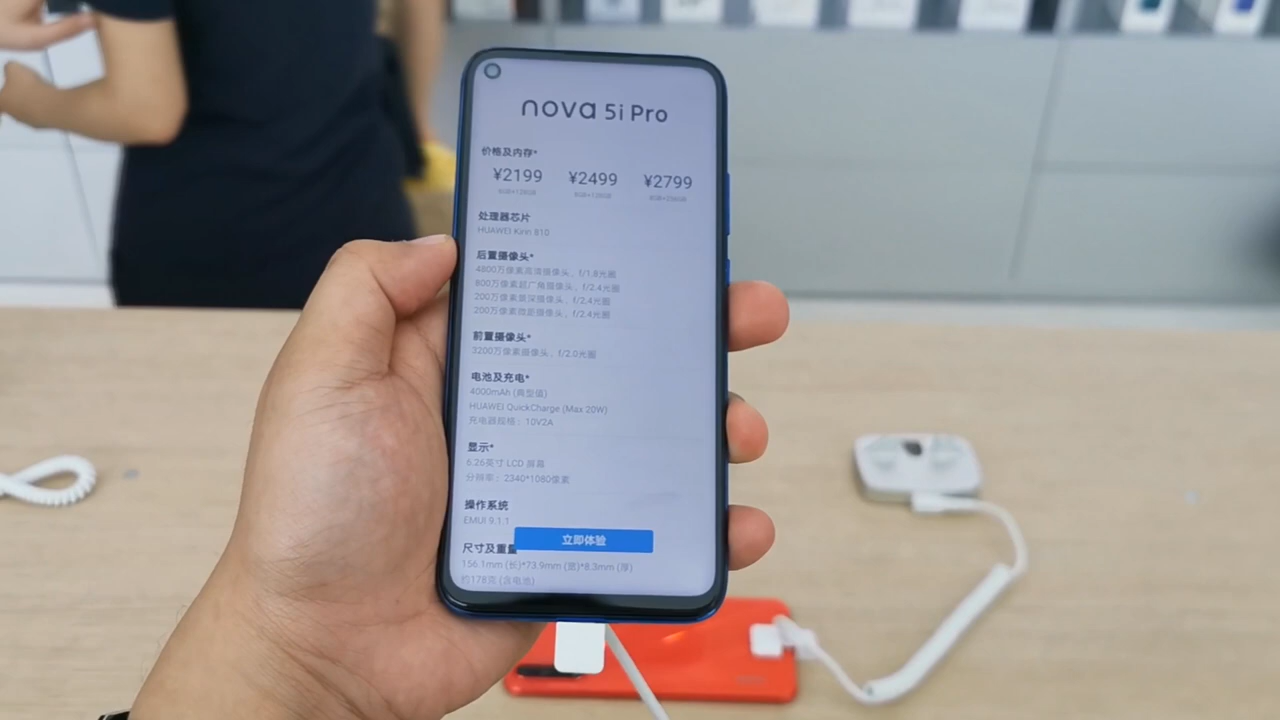 nova 5i Pro
价格及内存*
¥2199 ¥2499 ¥2799
8GB+128GB 8GB+256GB
处理器芯片
HUAWEI Kirin 810
后置摄像头*
4800万像素高清摄像头，f/1.8光圈
800万像素超广角摄像头，f/2.4光圈
200万像素景深摄像头，f/2.4光圈
200万像素微距摄像头，f/2.4光圈
前置摄像头*
3200万像素摄像头，f/2.0光圈
电池及充电*
4000mAh (典型值)
HUAWEI QuickCharge (Max 20W)
充电器规格：10V2A
显示*
6.26英寸 LCD 屏幕
分辨率：2340*1080像素
操作系统
EMUI 9.1.1
立即体验
尺寸及重量
156.1mm (长)*73.9mm (宽)*8.3mm (厚)
约178克 (含电池)